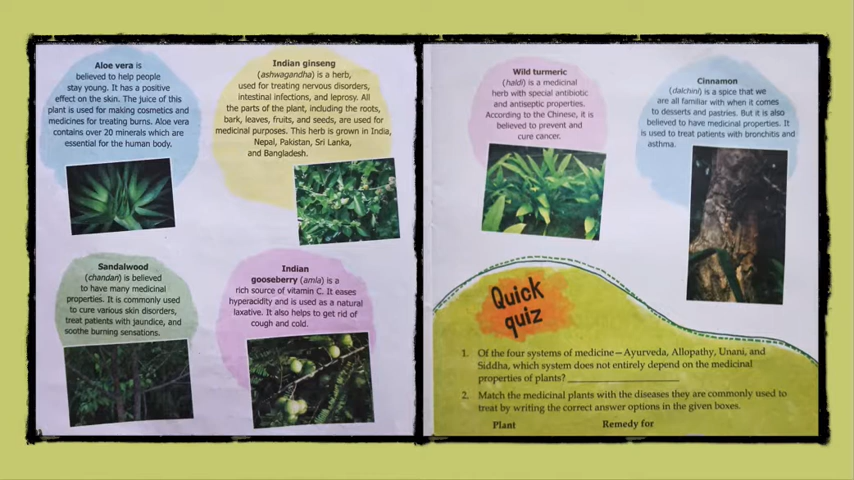 Aloe vera is
believed to help people
stay young. It has a positive
effect on the skin. The juice of this
plant is used for making cosmetics and
medicines for treating burns. Aloe vera
contains over 20 minerals which are
essential for the human body.
Indian ginseng
(ashwagandha) is a herb,
used for treating nervous disorders,
intestinal infections, and leprosy. All
the parts of the plant, including the roots,
bark, leaves, fruits, and seeds, are used for
medicinal purposes. This herb is grown in India,
Nepal, Pakistan, Sri Lanka,
and Bangladesh.
Sandalwood
(chandan) is believed
to have many medicinal
properties. It is commonly used
to cure various skin disorders,
treat patients with jaundice, and
soothe burning sensations.
Indian
gooseberry (amla) is a
rich source of vitamin C. It eases
hyperacidity and is used as a natural
laxative. It also helps to get rid of
cough and cold.
Wild turmeric
(haldi) is a medicinal
herb with special antibiotic
and antiseptic properties.
According to the Chinese, it is
believed to prevent and
cure cancer.
Cinnamon
(dalchini) is a spice that we
are all familiar with when it comes
to desserts and pastries. But it is also
believed to have medicinal properties. It
is used to treat patients with bronchitis and
asthma.
Quick
quiz
1. Of the four systems of medicine—Ayurveda, Allopathy, Unani, and
Siddha, which system does not entirely depend on the medicinal
properties of plants?
2. Match the medicinal plants with the diseases they are commonly used to
treat by writing the correct answer options in the given boxes.
Plant Remedy for